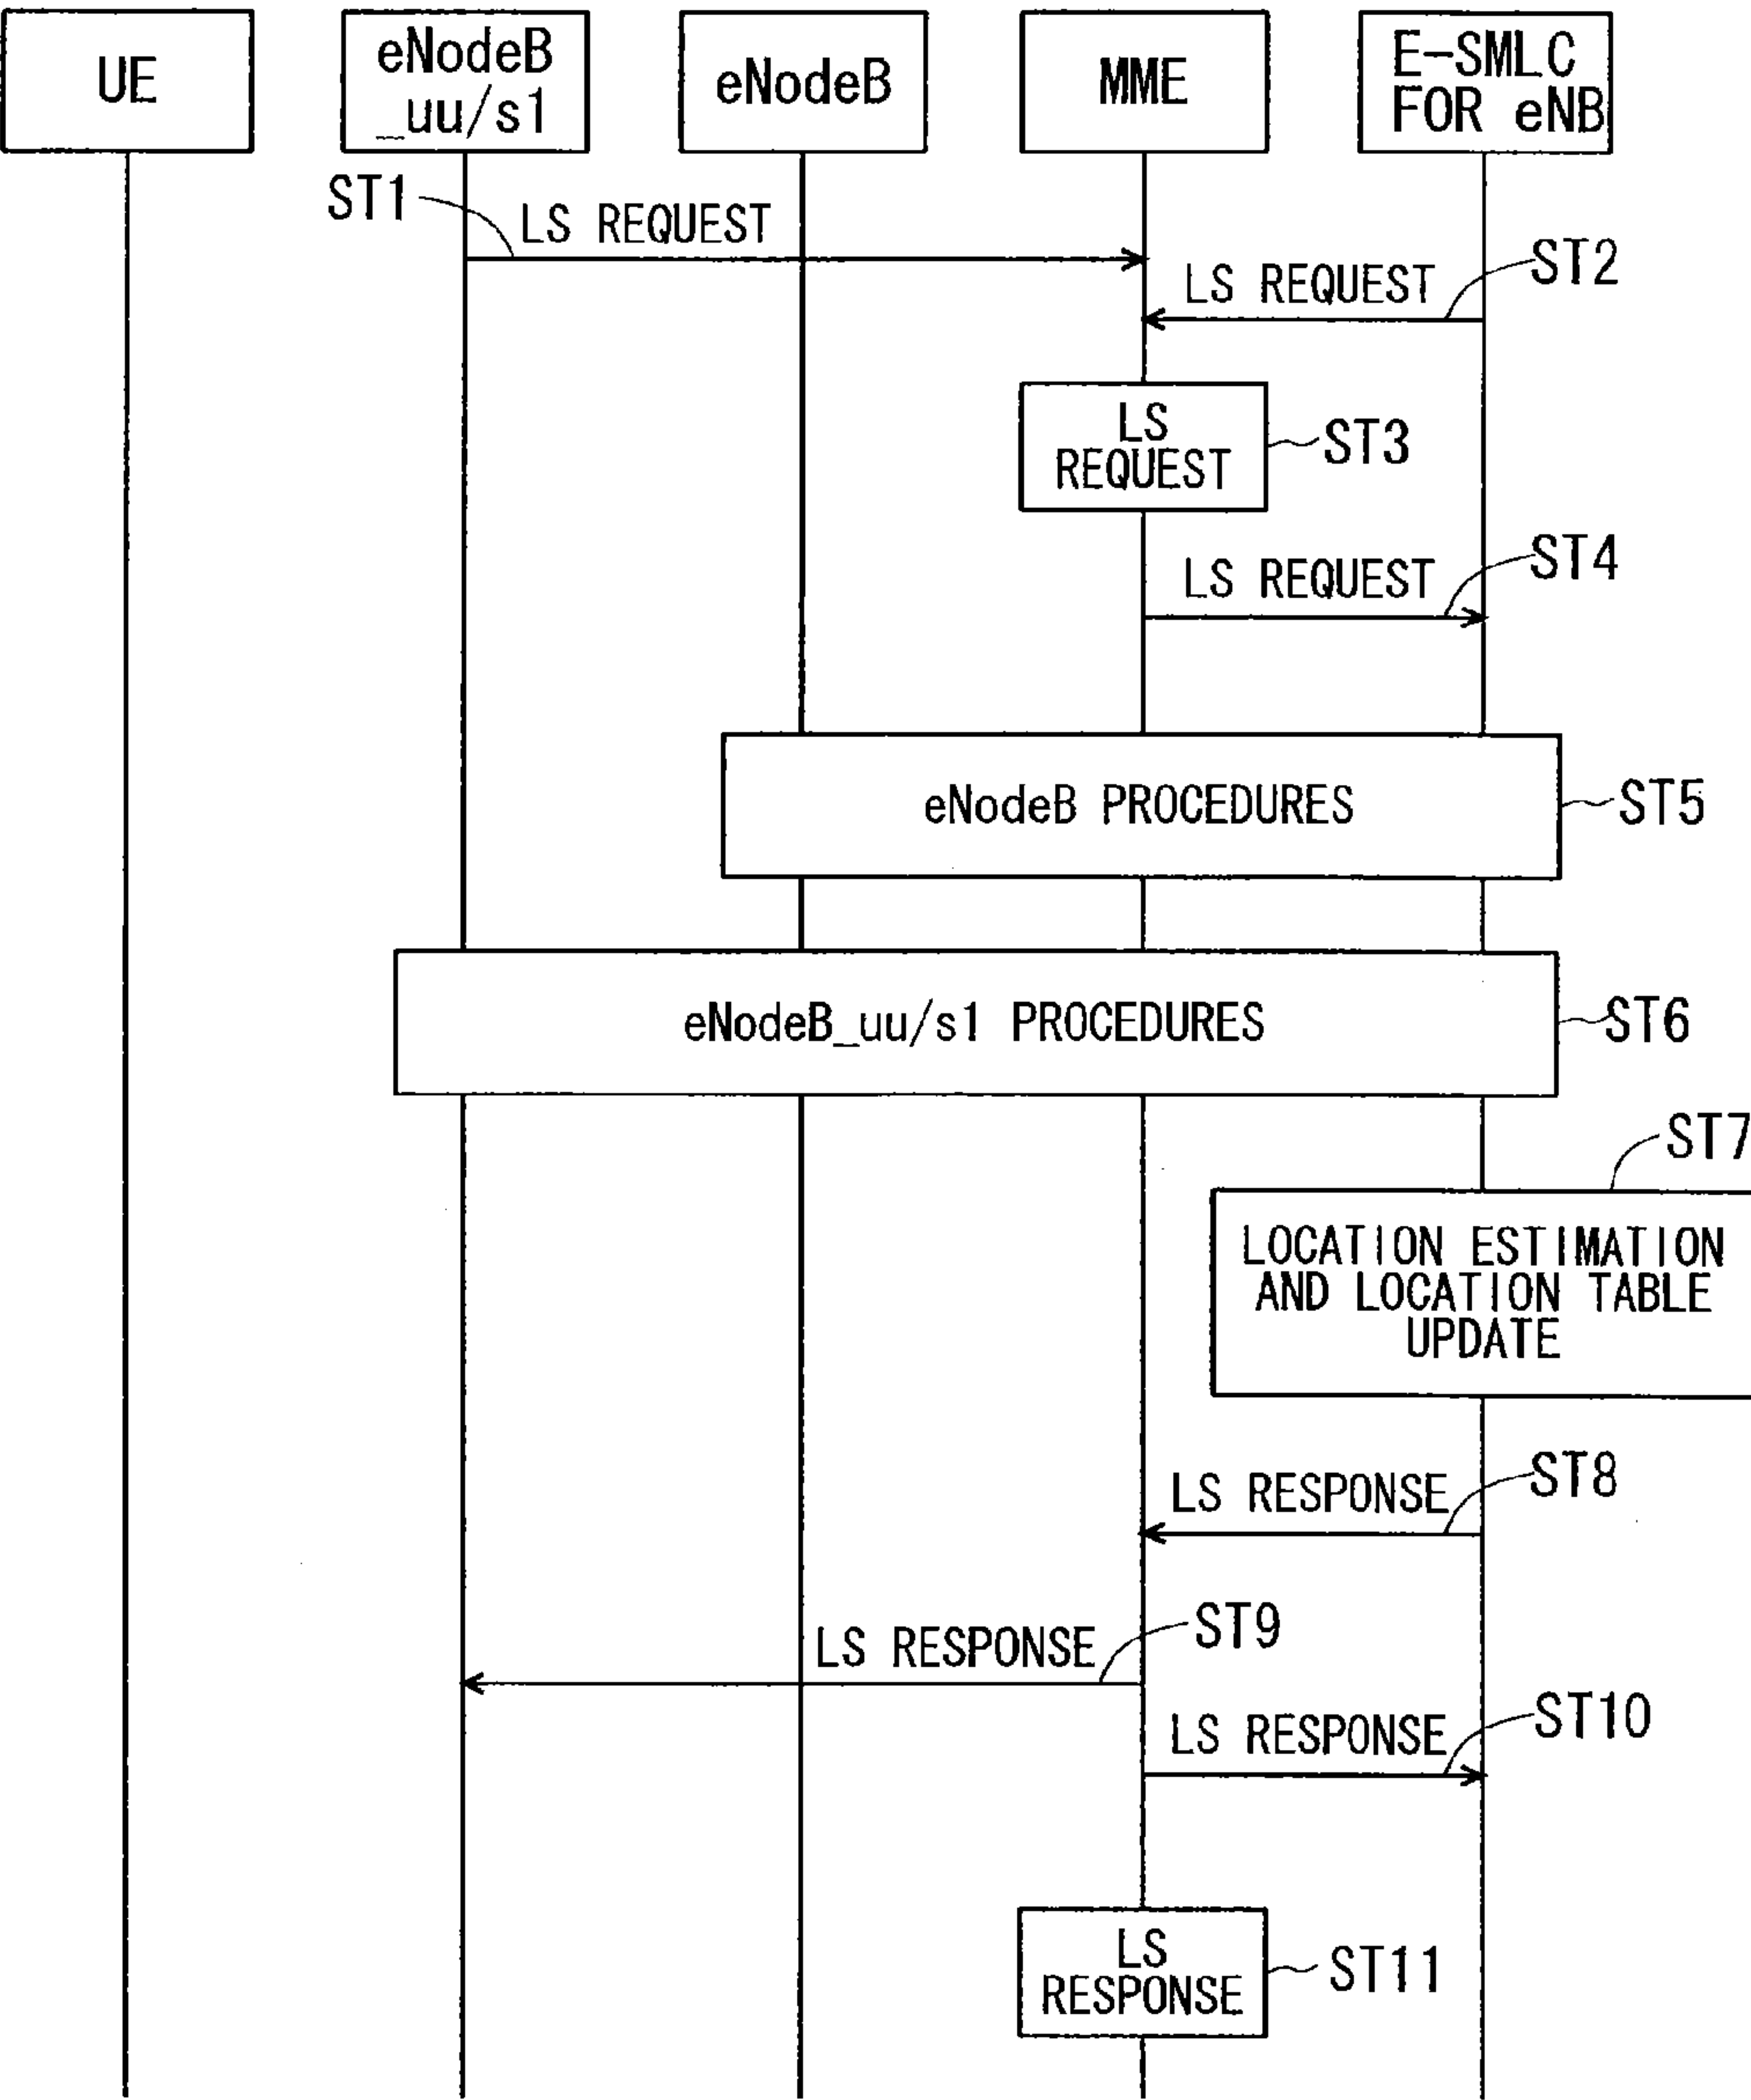 UE
eNodeB
_uu/s1
eNodeB
MME
E-SMLC
FOR eNB
ST1
LS REQUEST
LS REQUEST
ST2
LS
REQUEST
ST3
LS REQUEST
ST4
eNodeB PROCEDURES
ST5
eNodeB_uu/s1 PROCEDURES
ST6
ST7
LOCATION ESTIMATION
AND LOCATION TABLE
UPDATE
LS RESPONSE
ST8
LS RESPONSE
ST9
LS RESPONSE
ST10
LS
RESPONSE
ST11